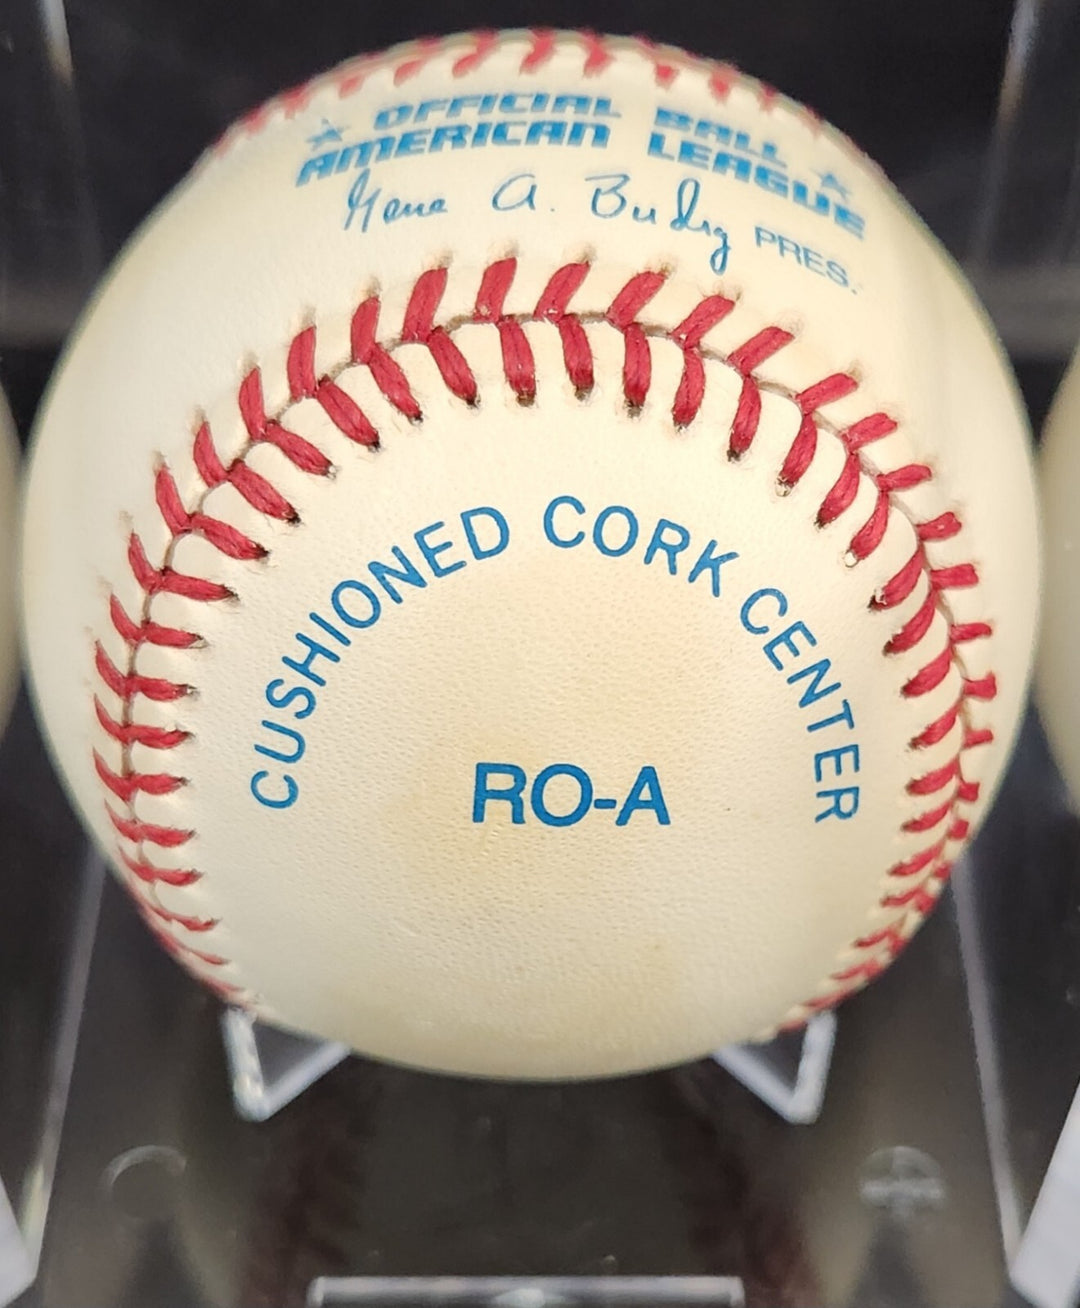 OFFICIAL BALL
AMERICAN LEAGUE
Gene A. Budig PRES.
CUSHIONED CORK CENTER
RO-A